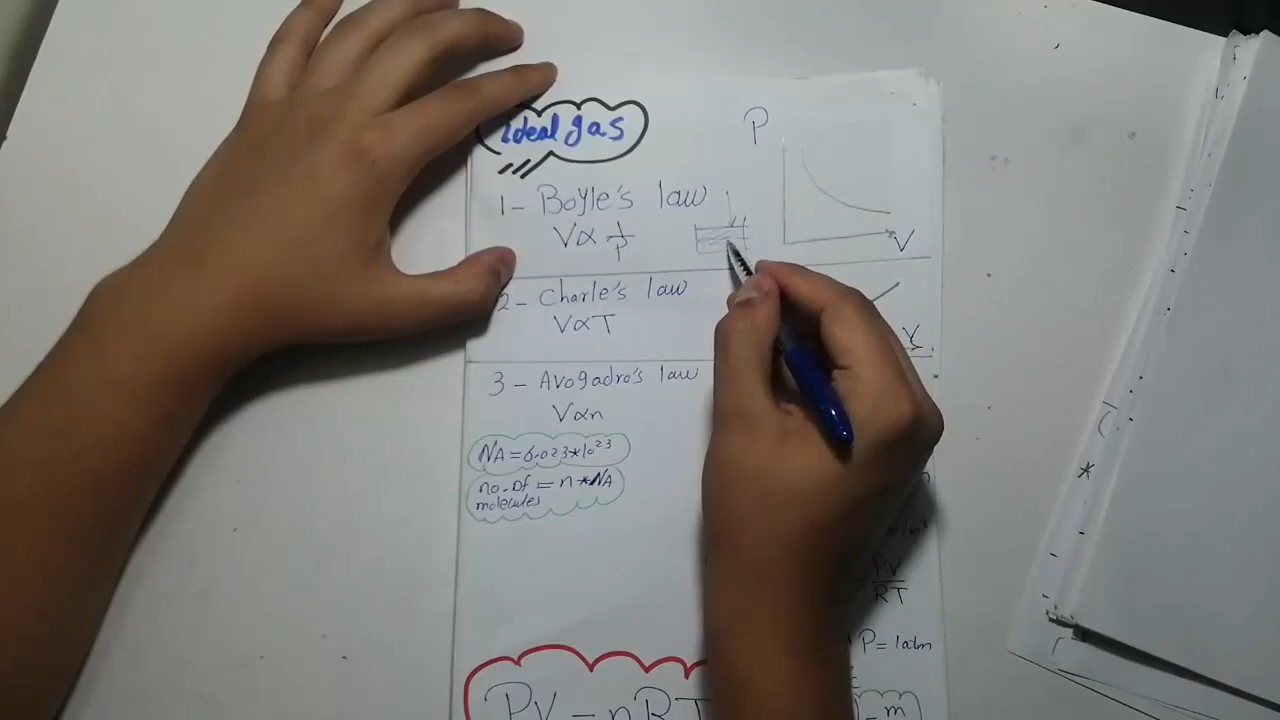 ideal gas
P
1- Boyle's law
V∝ 1/P
V
2- Charle's law
V∝T
V
3- Avogadro's law
V∝n
NA = 6.023*10^23
no. of = n*NA
molecules
PV
RT
P = 1atm
PV = nRT
= m